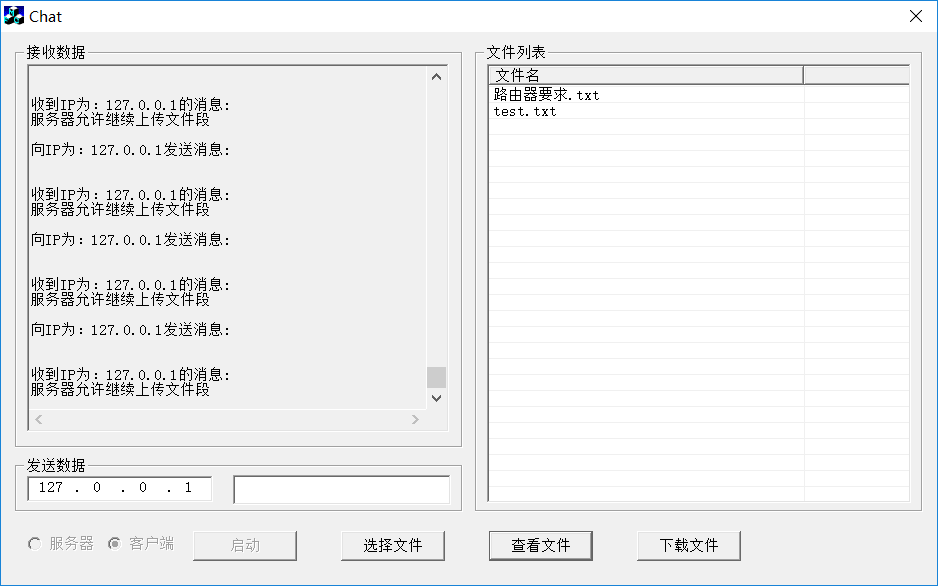 Chat
接收数据
收到IP为：127.0.0.1的消息：
服务器允许继续上传文件段
向IP为：127.0.0.1发送消息：
收到IP为：127.0.0.1的消息：
服务器允许继续上传文件段
向IP为：127.0.0.1发送消息：
收到IP为：127.0.0.1的消息：
服务器允许继续上传文件段
向IP为：127.0.0.1发送消息：
收到IP为：127.0.0.1的消息：
服务器允许继续上传文件段
发送数据
127 . 0 . 0 . 1
服务器
客户端
启动
选择文件
文件列表
文件名
路由器要求.txt
test.txt
查看文件
下载文件